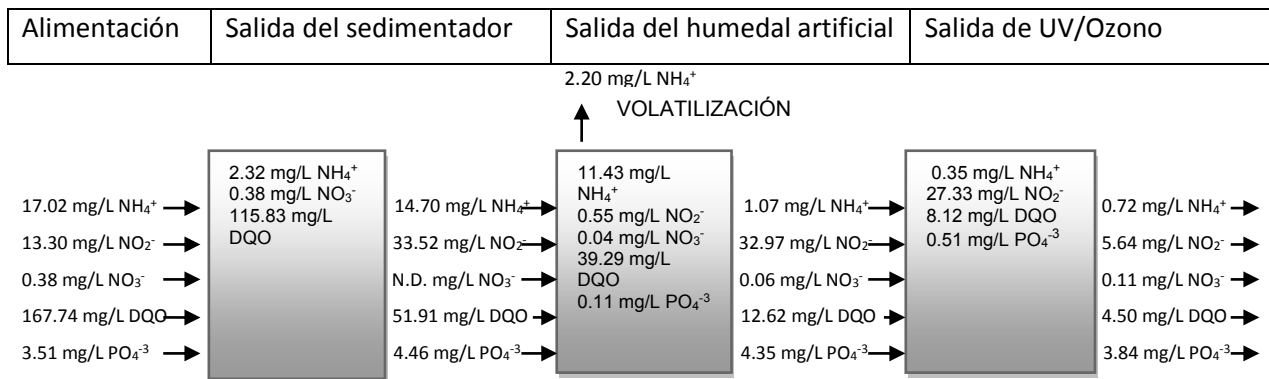 Alimentación
Salida del sedimentador
Salida del humedal artificial
Salida de UV/Ozono
2.20 mg/L NH₄⁺
VOLATILIZACIÓN
17.02 mg/L NH₄⁺
13.30 mg/L NO₂⁻
0.38 mg/L NO₃⁻
167.74 mg/L DQO
3.51 mg/L PO₄⁻³
2.32 mg/L NH₄⁺
0.38 mg/L NO₃⁻
115.83 mg/L
DQO
14.70 mg/L NH₄⁺
33.52 mg/L NO₂⁻
N.D. mg/L NO₃⁻
51.91 mg/L DQO
4.46 mg/L PO₄⁻³
11.43 mg/L
NH₄⁺
0.55 mg/L NO₂⁻
0.04 mg/L NO₃⁻
39.29 mg/L
DQO
0.11 mg/L PO₄⁻³
1.07 mg/L NH₄⁺
32.97 mg/L NO₂⁻
0.06 mg/L NO₃⁻
12.62 mg/L DQO
4.35 mg/L PO₄⁻³
0.35 mg/L NH₄⁺
27.33 mg/L NO₂⁻
8.12 mg/L DQO
0.51 mg/L PO₄⁻³
0.72 mg/L NH₄⁺
5.64 mg/L NO₂⁻
0.11 mg/L NO₃⁻
4.50 mg/L DQO
3.84 mg/L PO₄⁻³